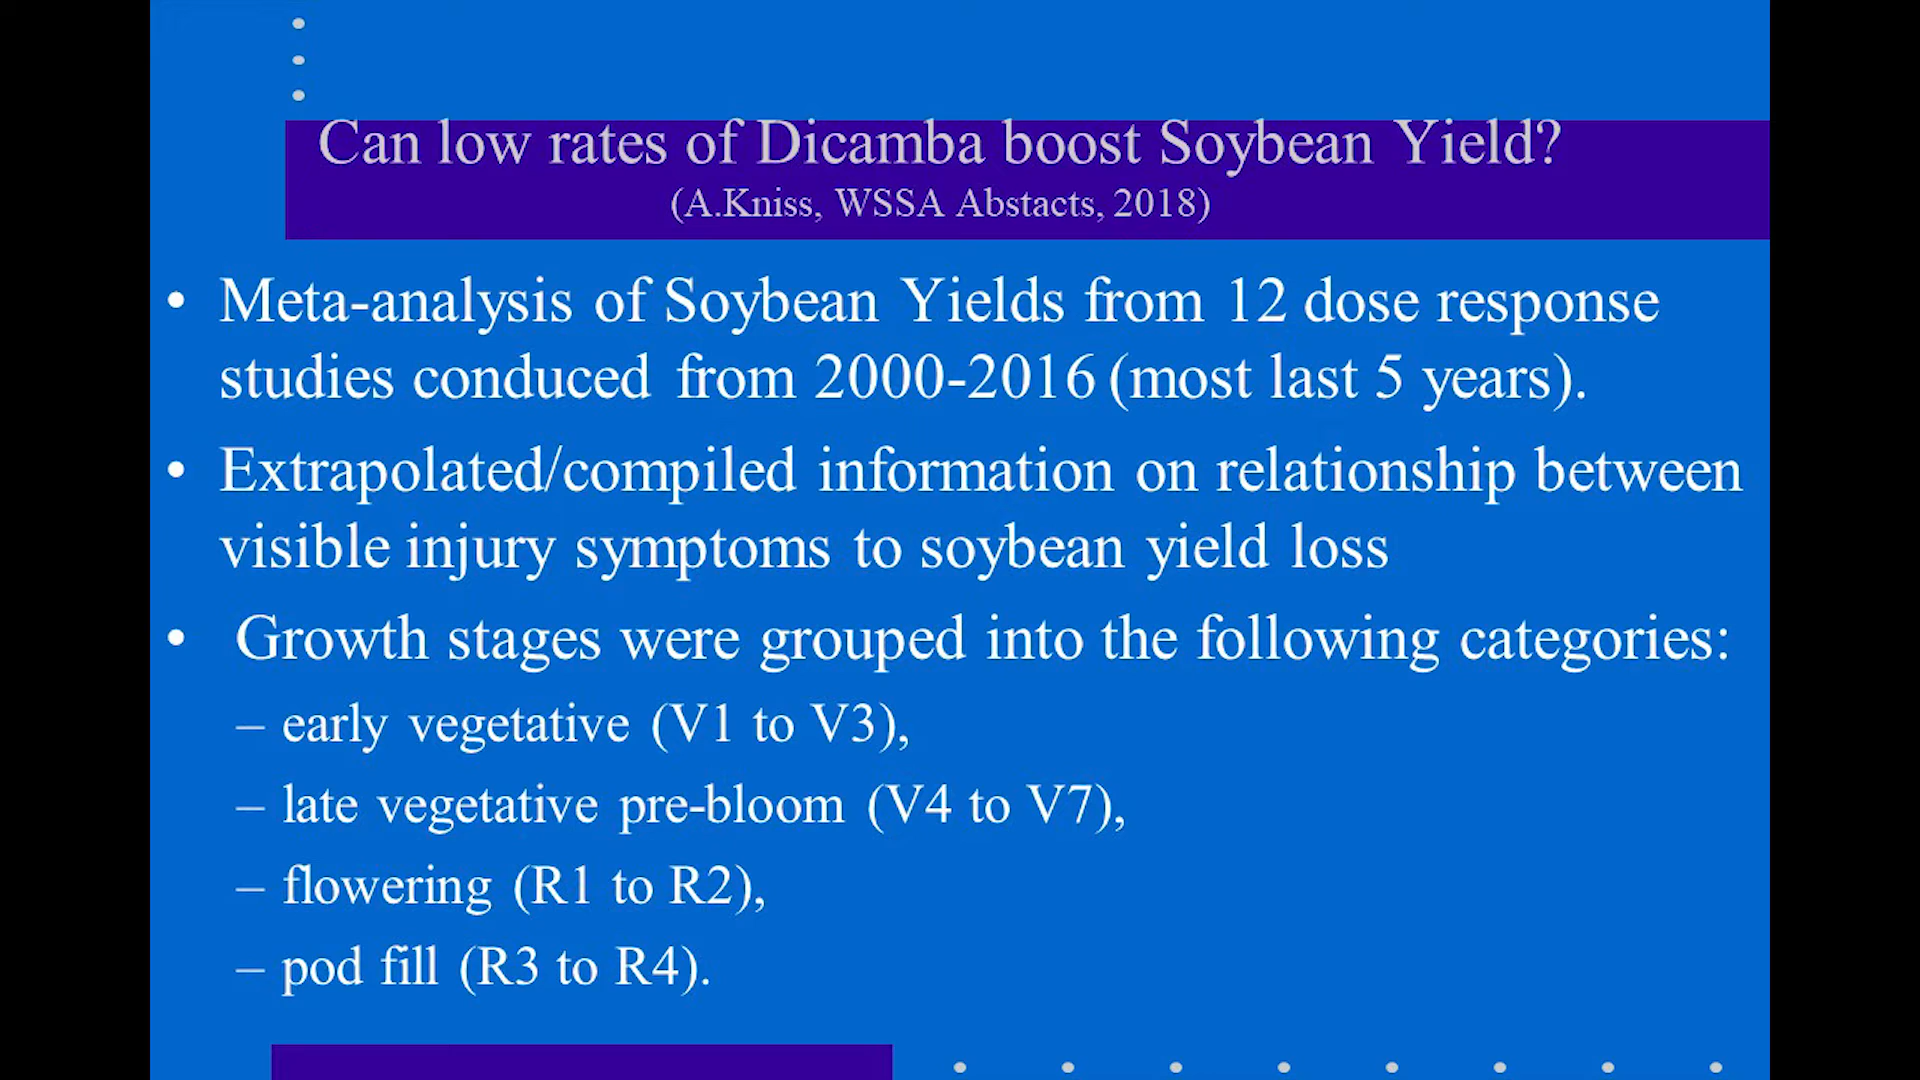 Can low rates of Dicamba boost Soybean Yield?
(A.Kniss, WSSA Abstacts, 2018)
• Meta-analysis of Soybean Yields from 12 dose response
studies conduced from 2000-2016 (most last 5 years).
• Extrapolated/compiled information on relationship between
visible injury symptoms to soybean yield loss
• Growth stages were grouped into the following categories:
– early vegetative (V1 to V3),
– late vegetative pre-bloom (V4 to V7),
– flowering (R1 to R2),
– pod fill (R3 to R4).